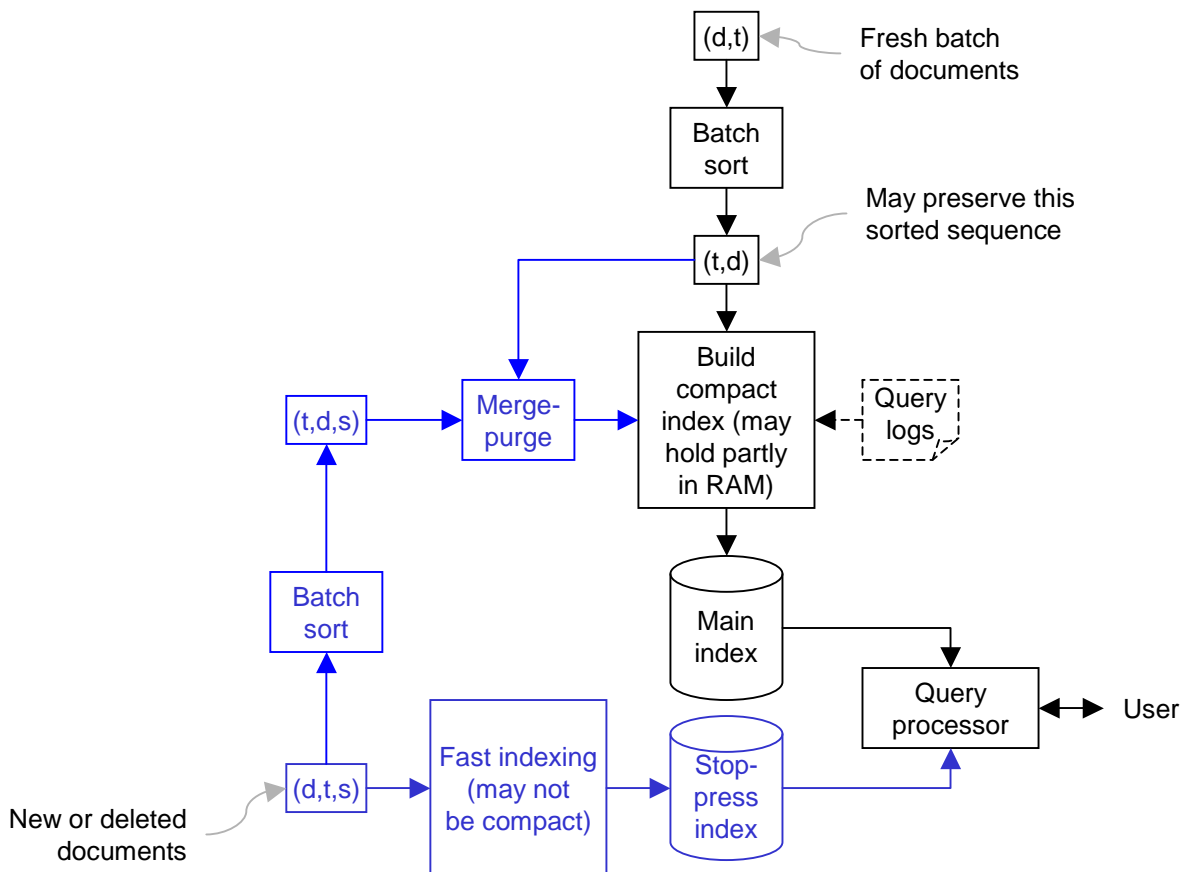 (d,t)
Fresh batch
of documents
Batch
sort
May preserve this
sorted sequence
(t,d)
Build
compact
index (may
hold partly
in RAM)
Query
logs
Merge-
purge
(t,d,s)
Batch
sort
Main
index
Query
processor
User
(d,t,s)
Fast indexing
(may not
be compact)
Stop-
press
index
New or deleted
documents